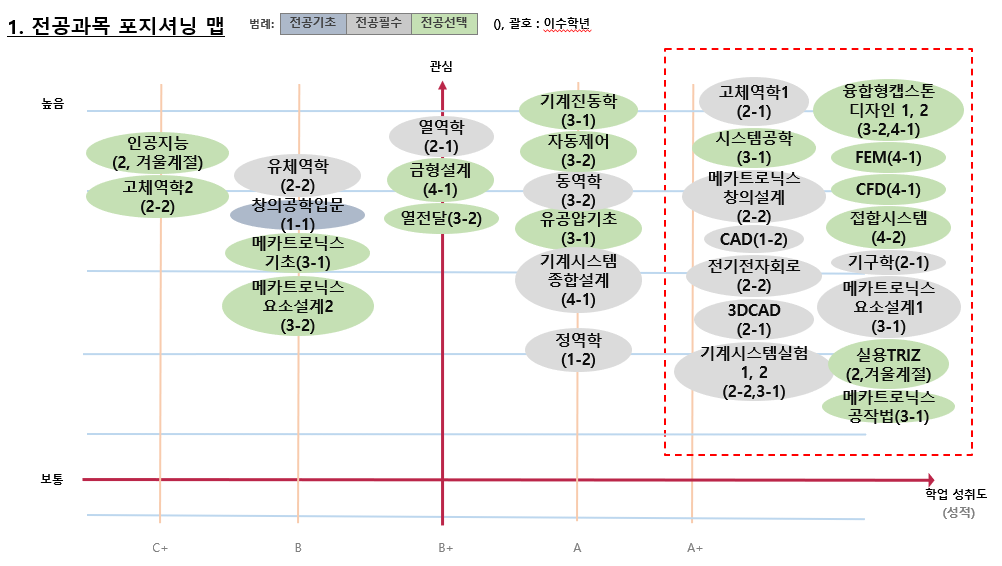 1. 전공과목 포지셔닝 맵
범례:
전공기초
전공필수
전공선택
(), 괄호 : 이수학년
관심
높음
인공지능
(2, 겨울계절)
고체역학2
(2-2)
유체역학
(2-2)
창의공학입문
(1-1)
메카트로닉스
기초(3-1)
메카트로닉스
요소설계2
(3-2)
열역학
(2-1)
금형설계
(4-1)
열전달(3-2)
기계진동학
(3-1)
자동제어
(3-2)
동역학
(3-2)
유공압기초
(3-1)
기계시스템
종합설계
(4-1)
정역학
(1-2)
고체역학1
(2-1)
시스템공학
(3-1)
메카트로닉스
창의설계
(2-2)
CAD(1-2)
전기전자회로
(2-2)
3DCAD
(2-1)
기계시스템실험
1, 2
(2-2,3-1)
융합형캡스톤
디자인 1, 2
(3-2,4-1)
FEM(4-1)
CFD(4-1)
접합시스템
(4-2)
기구학(2-1)
메카트로닉스
요소설계1
(3-1)
실용TRIZ
(2,겨울계절)
메카트로닉스
공작법(3-1)
보통
학업 성취도
(성적)
C+
B
B+
A
A+